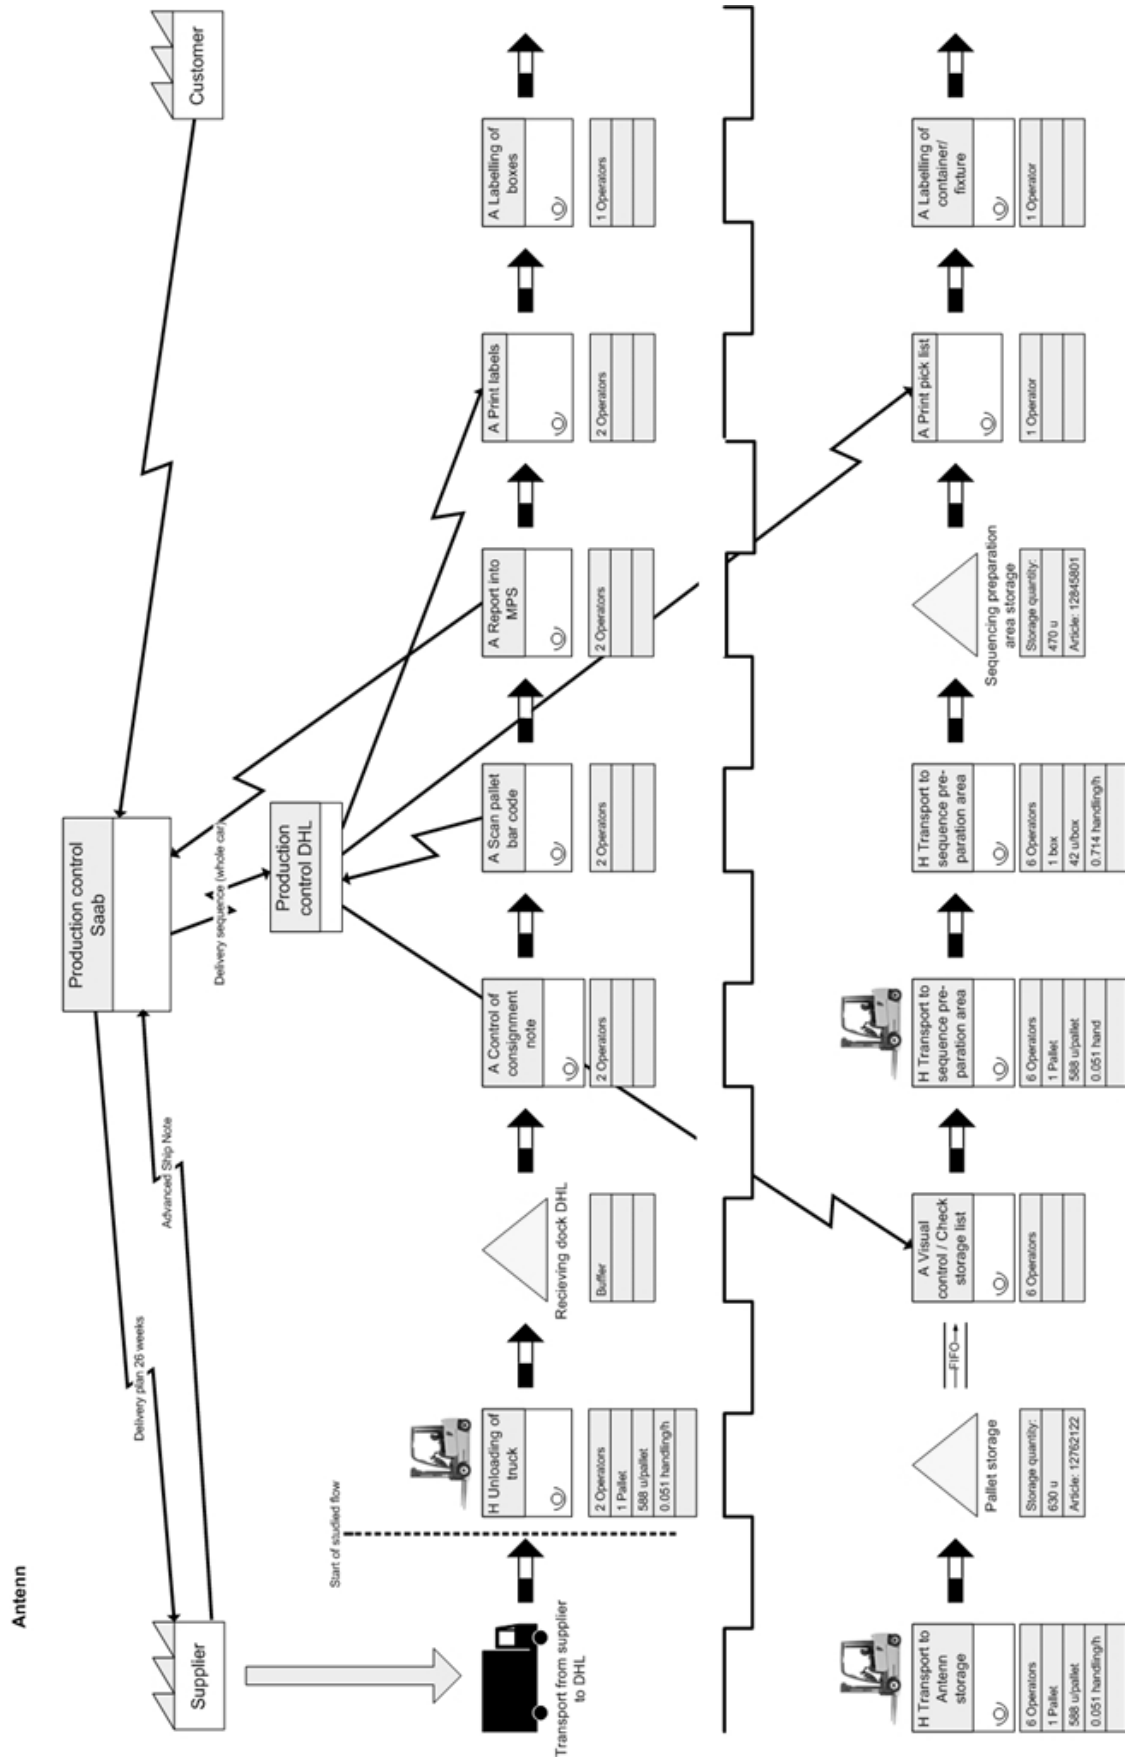 Antenn
Supplier
Delivery plan 26 weeks
Advanced Ship Note
Production control
Saab
Customer
Delivery sequence (whole car)
Production
control DHL
Start of studied flow
Transport from supplier
to DHL
H Unloading of
truck
2 Operators
1 Pallet
588 u/pallet
0.051 handling/h
Recieving dock DHL
Buffer
A Control of
consignment
note
2 Operators
A Scan pallet
bar code
2 Operators
A Report into
MPS
2 Operators
A Print labels
2 Operators
A Labelling of
boxes
1 Operators
H Transport to
Antenn
storage
6 Operators
1 Pallet
588 u/pallet
0.051 handling/h
Pallet storage
Storage quantity:
630 u
Article: 12762122
FIFO
A Visual
control / Check
storage list
6 Operators
H Transport to
sequence pre-
paration area
6 Operators
1 Pallet
588 u/pallet
0.051 hand
H Transport to
sequence pre-
paration area
6 Operators
1 box
42 u/box
0.714 handling/h
Sequencing preparation
area storage
Storage quantity:
470 u
Article: 12845801
A Print pick list
1 Operator
A Labelling of
container/
fixture
1 Operator